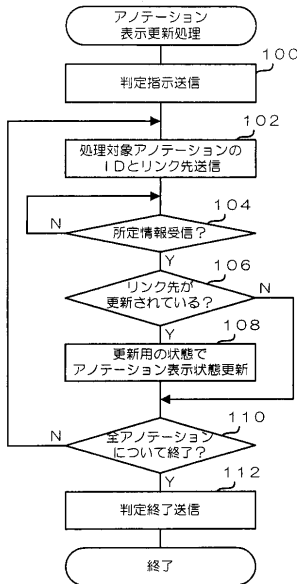 アノテーション
表示更新処理
100
判定指示送信
102
処理対象アノテーションの
IDとリンク先送信
104
N
所定情報受信？
Y
106
リンク先が
更新されている？
N
Y
108
更新用の状態で
アノテーション表示状態更新
110
N
全アノテーション
について終了？
Y
112
判定終了送信
終了